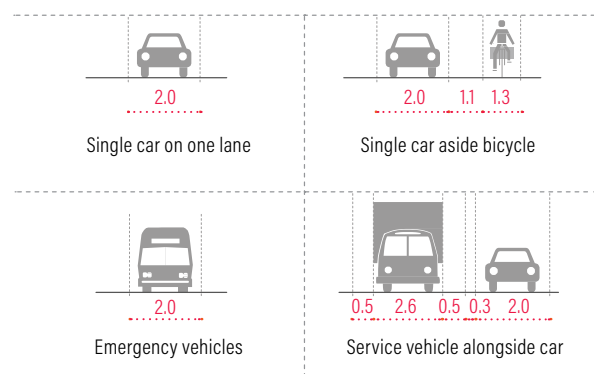 2.0
Single car on one lane
2.0 1.1 1.3
Single car aside bicycle
2.0
Emergency vehicles
0.5 2.6 0.5 0.3 2.0
Service vehicle alongside car